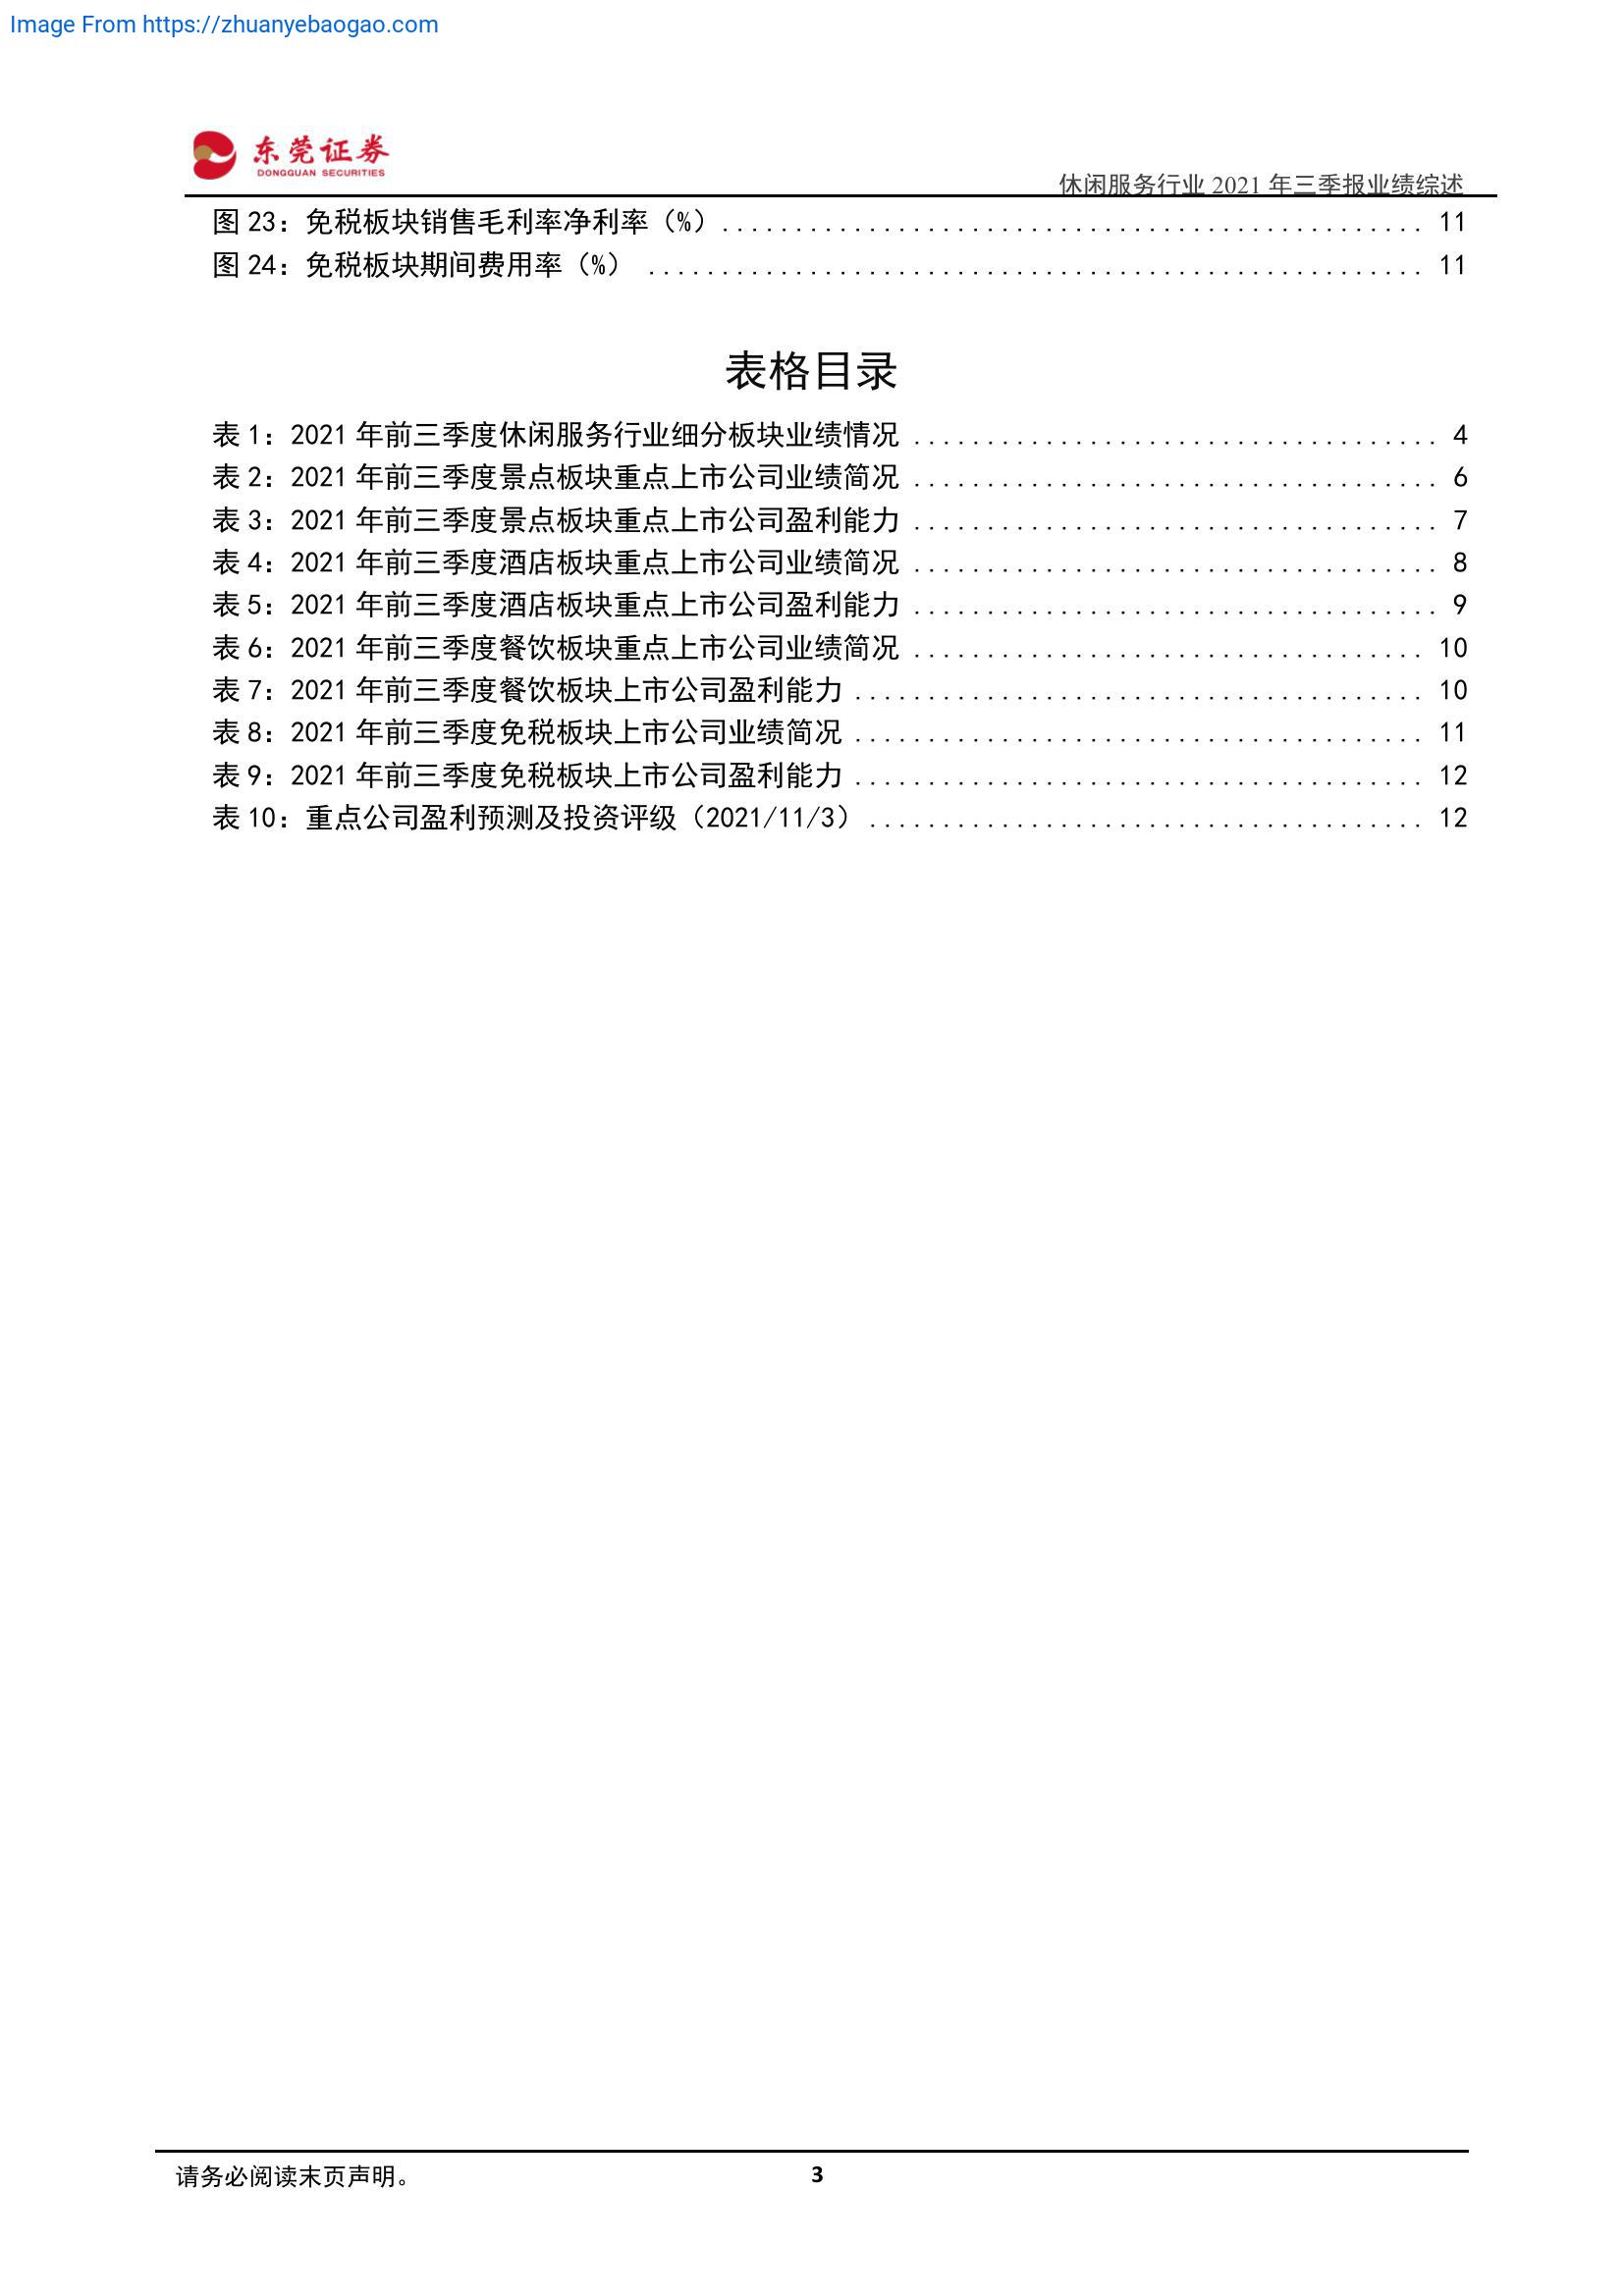 Image From https://zhuanyebaogao.com
东莞证券
DONGGUAN SECURITIES
休闲服务行业 2021 年三季报业绩综述
图 23：免税板块销售毛利率净利率（%）................................................ 11
图 24：免税板块期间费用率（%） ..................................................... 11
表格目录
表 1：2021 年前三季度休闲服务行业细分板块业绩情况 .................................... 4
表 2：2021 年前三季度景点板块重点上市公司业绩简况 .................................... 6
表 3：2021 年前三季度景点板块重点上市公司盈利能力 .................................... 7
表 4：2021 年前三季度酒店板块重点上市公司业绩简况 .................................... 8
表 5：2021 年前三季度酒店板块重点上市公司盈利能力 .................................... 9
表 6：2021 年前三季度餐饮板块重点上市公司业绩简况 ................................... 10
表 7：2021 年前三季度餐饮板块上市公司盈利能力 ....................................... 10
表 8：2021 年前三季度免税板块上市公司业绩简况 ....................................... 11
表 9：2021 年前三季度免税板块上市公司盈利能力 ....................................... 12
表 10：重点公司盈利预测及投资评级（2021/11/3）...................................... 12
请务必阅读末页声明。
3